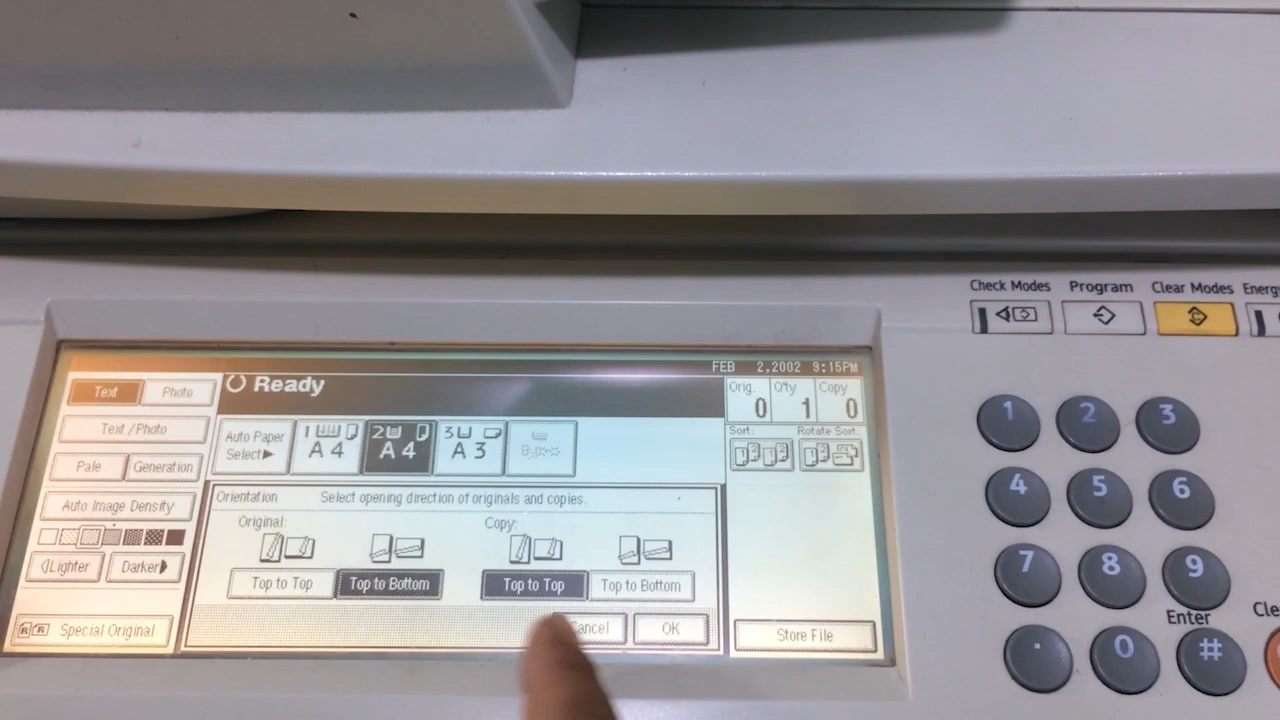 Check Modes Program Clear Modes Energy
FEB 2,2002 9:15PM
Text Photo
Ready
Orig. Q'ty Copy
0 1 0
Text/Photo
Auto Paper Select▶
1 A4
2 A4
3 A3
Bypass
Sort: Rotate Sort:
Pale Generation
Auto Image Density
Orientation Select opening direction of originals and copies.
Original: Copy:
Lighter Darker
Top to Top Top to Bottom Top to Top Top to Bottom
R R Special Original
Cancel OK
Store File
1 2 3
4 5 6
7 8 9
Enter
. 0 #